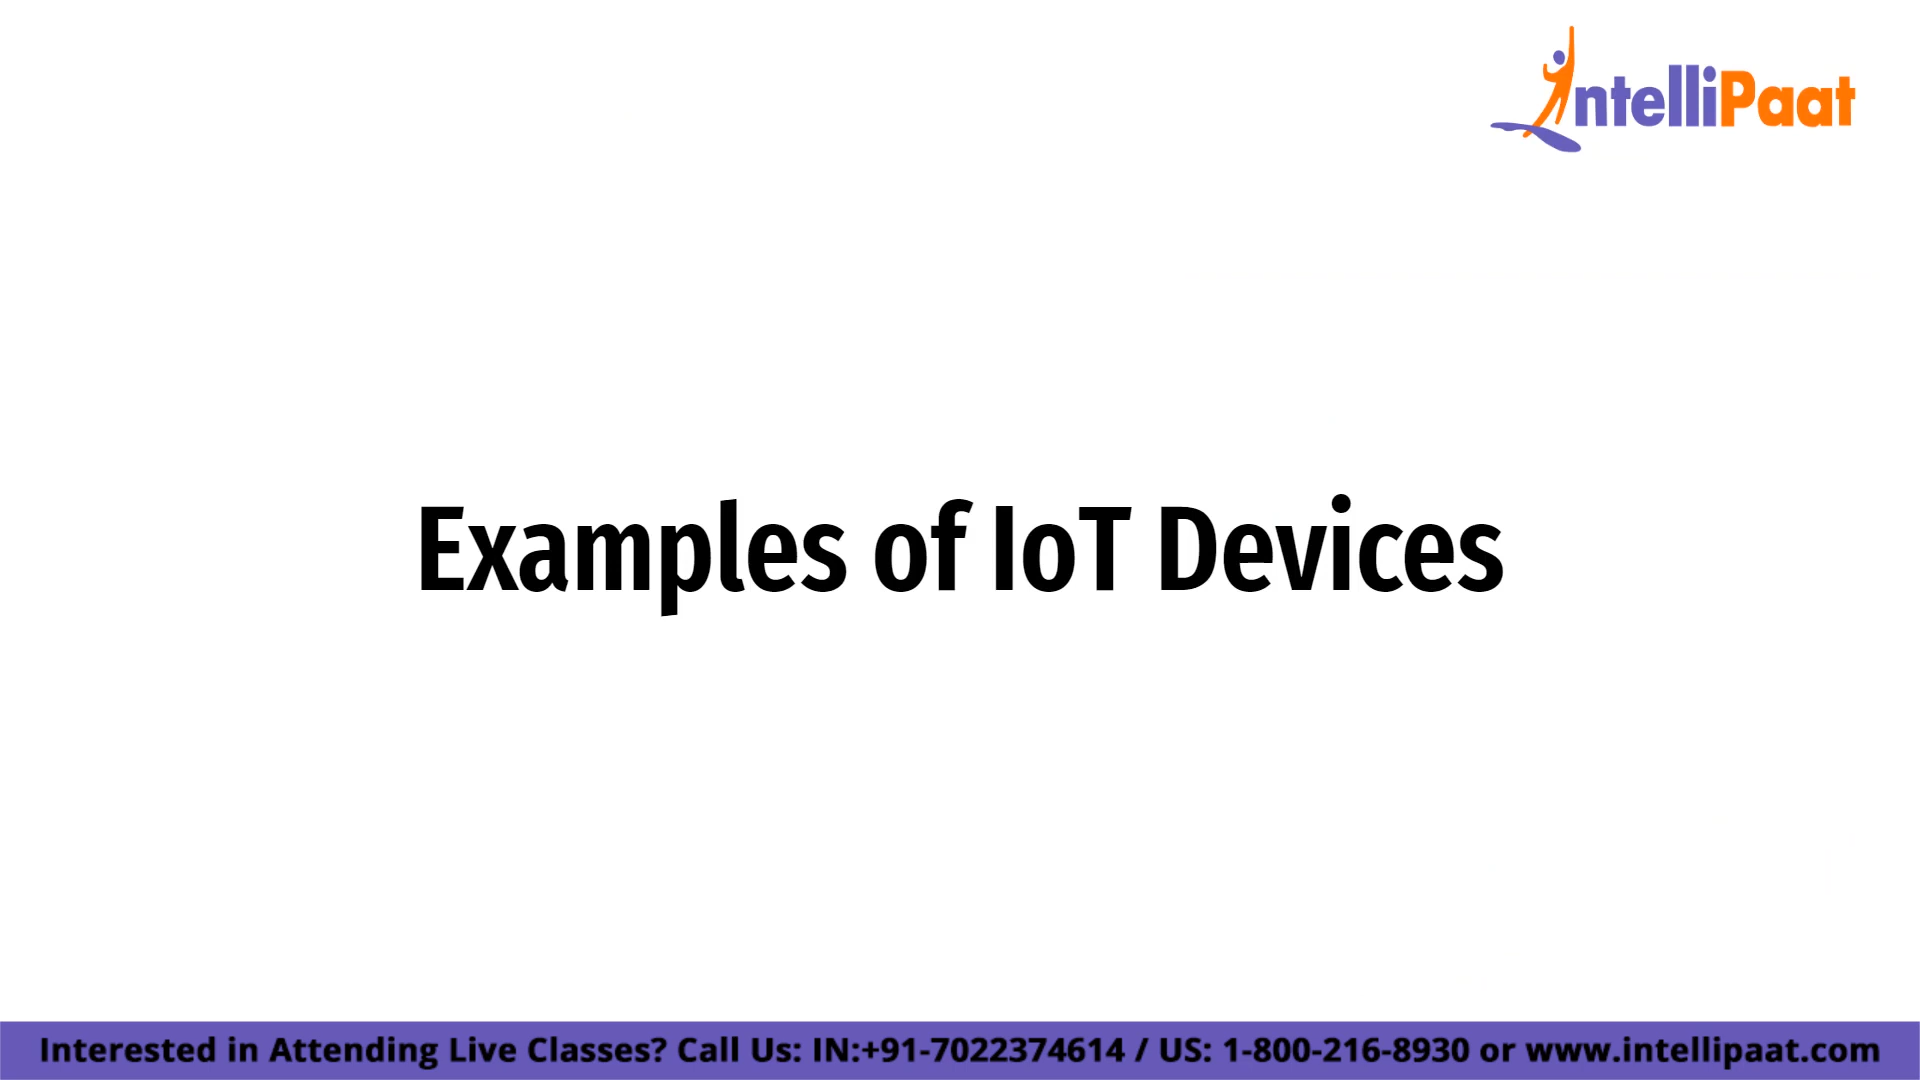 IntelliPaat
Examples of IoT Devices
Interested in Attending Live Classes? Call Us: IN:+91-7022374614 / US: 1-800-216-8930 or www.intellipaat.com